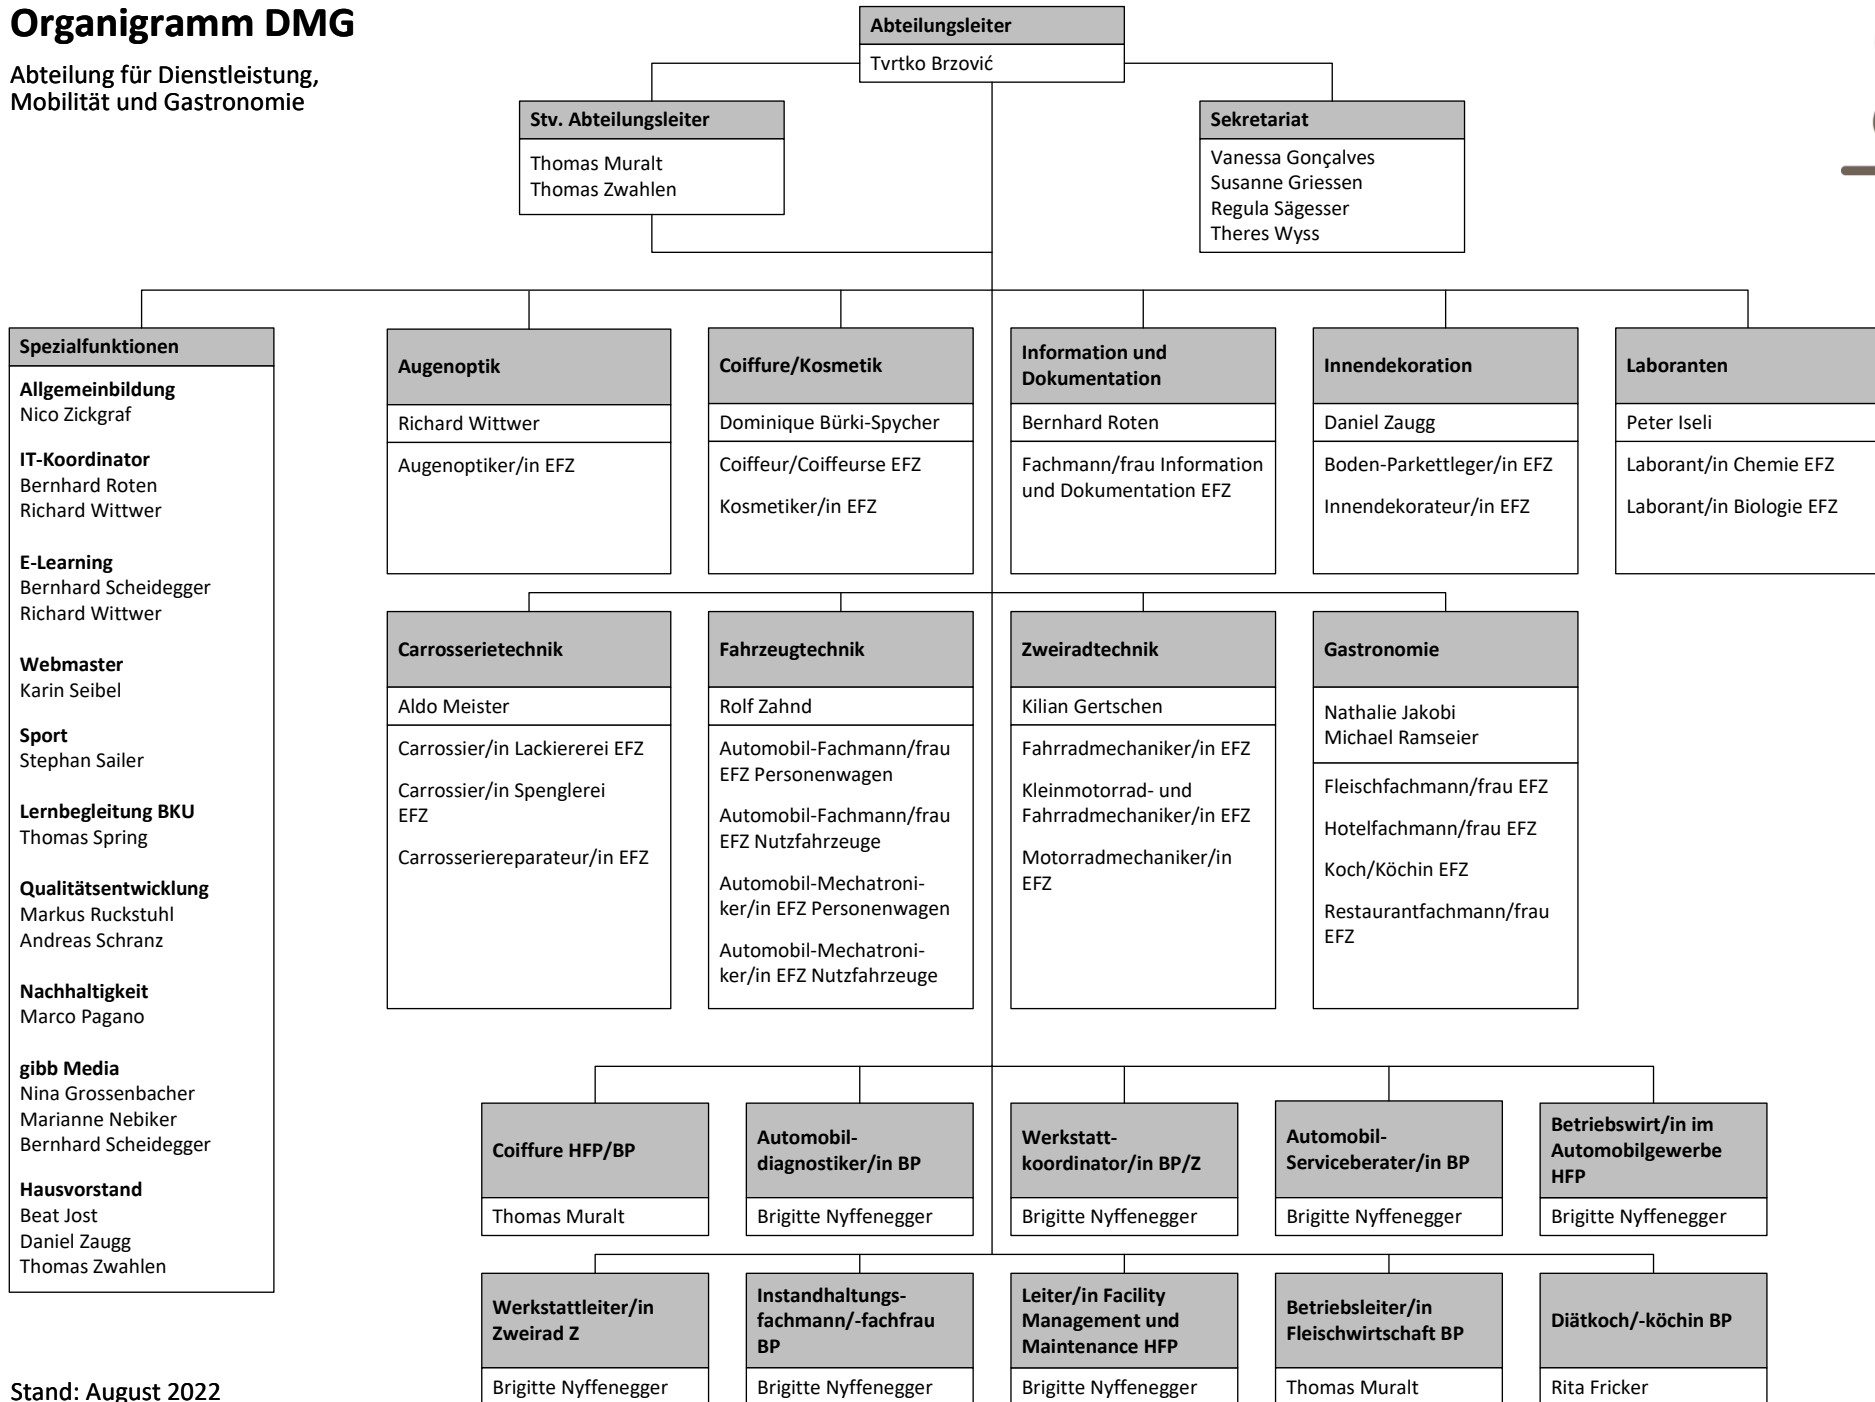 Organigramm DMG
Abteilung für Dienstleistung,
Mobilität und Gastronomie
Abteilungsleiter
Tvrtko Brzović
Stv. Abteilungsleiter
Thomas Muralt
Thomas Zwahlen
Sekretariat
Vanessa Gonçalves
Susanne Griessen
Regula Sägesser
Theres Wyss
Spezialfunktionen
Allgemeinbildung
Nico Zickgraf
IT-Koordinator
Bernhard Roten
Richard Wittwer
E-Learning
Bernhard Scheidegger
Richard Wittwer
Webmaster
Karin Seibel
Sport
Stephan Sailer
Lernbegleitung BKU
Thomas Spring
Qualitätsentwicklung
Markus Ruckstuhl
Andreas Schranz
Nachhaltigkeit
Marco Pagano
gibb Media
Nina Grossenbacher
Marianne Nebiker
Bernhard Scheidegger
Hausvorstand
Beat Jost
Daniel Zaugg
Thomas Zwahlen
Augenoptik
Richard Wittwer
Augenoptiker/in EFZ
Coiffure/Kosmetik
Dominique Bürki-Spycher
Coiffeur/Coiffeurse EFZ
Kosmetiker/in EFZ
Information und
Dokumentation
Bernhard Roten
Fachmann/frau Information
und Dokumentation EFZ
Innendekoration
Daniel Zaugg
Boden-Parkettleger/in EFZ
Innendekorateur/in EFZ
Laboranten
Peter Iseli
Laborant/in Chemie EFZ
Laborant/in Biologie EFZ
Carrosserietechnik
Aldo Meister
Carrossier/in Lackiererei EFZ
Carrossier/in Spenglerei
EFZ
Carrosseriereparateur/in EFZ
Fahrzeugtechnik
Rolf Zahnd
Automobil-Fachmann/frau
EFZ Personenwagen
Automobil-Fachmann/frau
EFZ Nutzfahrzeuge
Automobil-Mechatroni-
ker/in EFZ Personenwagen
Automobil-Mechatroni-
ker/in EFZ Nutzfahrzeuge
Zweiradtechnik
Kilian Gertschen
Fahrradmechaniker/in EFZ
Kleinmotorrad- und
Fahrradmechaniker/in EFZ
Motorradmechaniker/in
EFZ
Gastronomie
Nathalie Jakobi
Michael Ramseier
Fleischfachmann/frau EFZ
Hotelfachmann/frau EFZ
Koch/Köchin EFZ
Restaurantfachmann/frau
EFZ
Coiffure HFP/BP
Thomas Muralt
Automobil-
diagnostiker/in BP
Brigitte Nyffenegger
Werkstatt-
koordinator/in BP/Z
Brigitte Nyffenegger
Automobil-
Serviceberater/in BP
Brigitte Nyffenegger
Betriebswirt/in im
Automobilgewerbe
HFP
Brigitte Nyffenegger
Werkstattleiter/in
Zweirad Z
Brigitte Nyffenegger
Instandhaltungs-
fachmann/-fachfrau
BP
Brigitte Nyffenegger
Leiter/in Facility
Management und
Maintenance HFP
Brigitte Nyffenegger
Betriebsleiter/in
Fleischwirtschaft BP
Thomas Muralt
Diätkoch/-köchin BP
Rita Fricker
Stand: August 2022